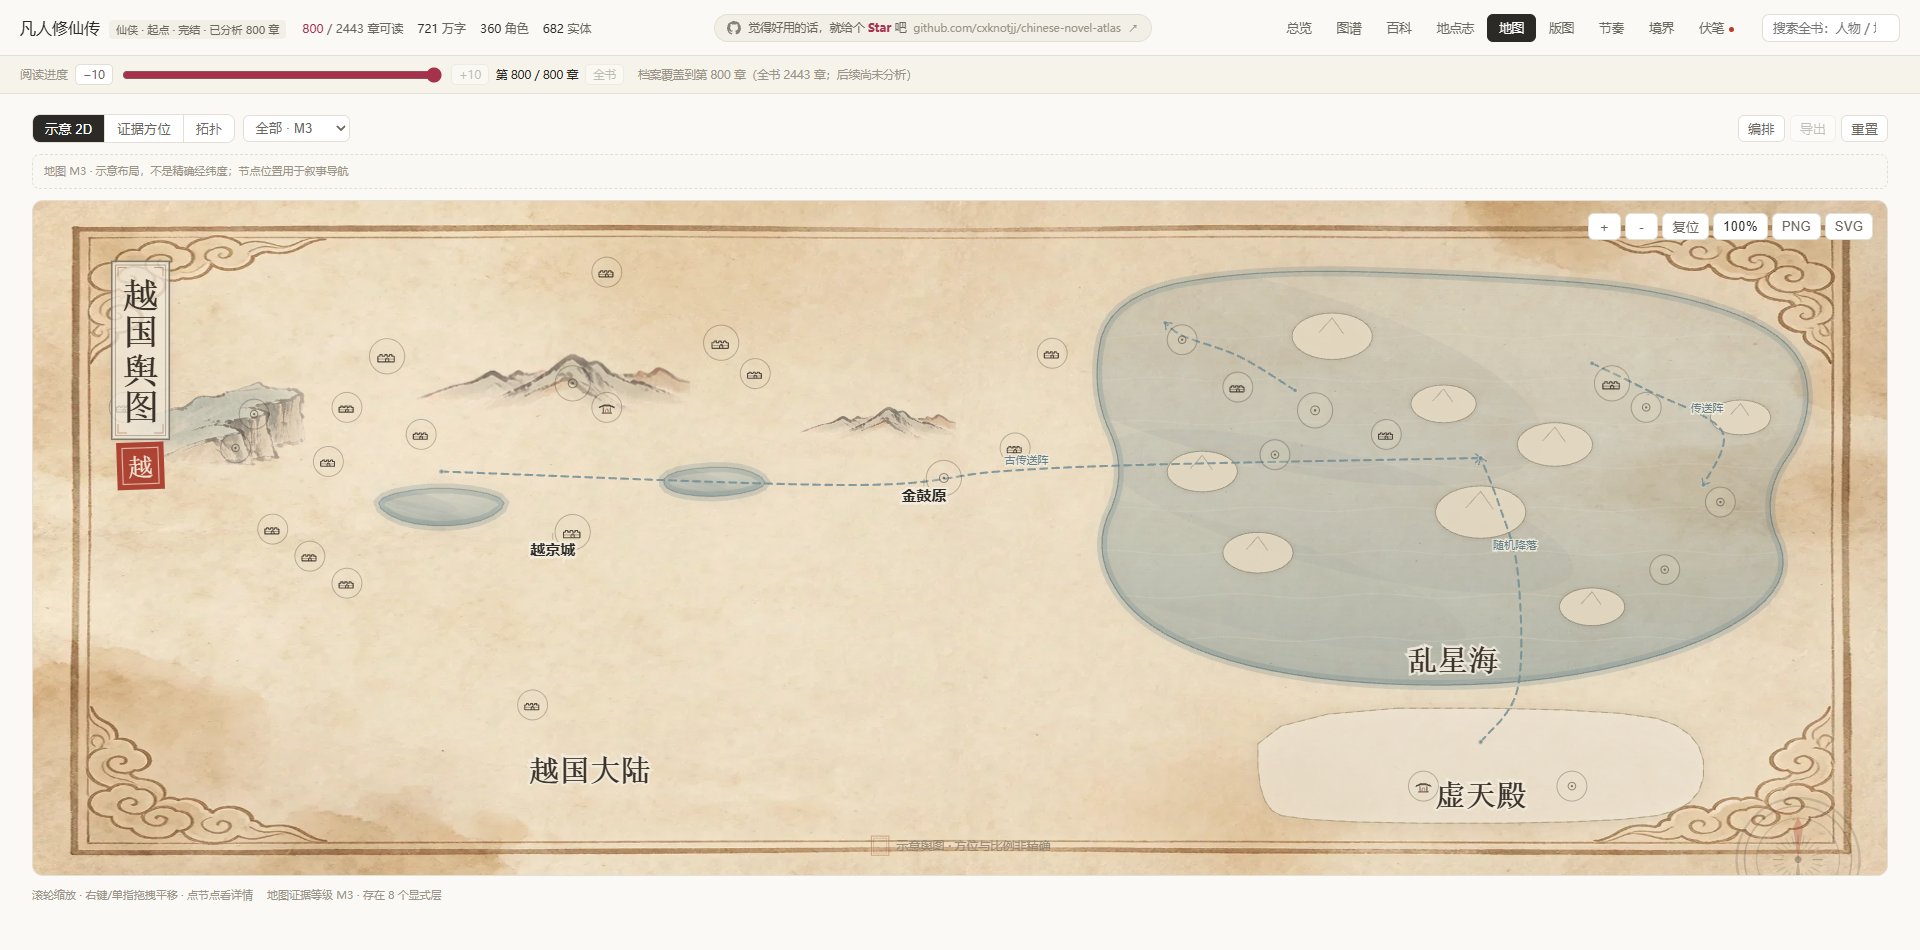 凡人修仙传 仙侠 · 起点 · 完结 · 已分析 800 章 800 / 2443 章可读 721 万字 360 角色 682 实体 觉得好用的话，就给个 Star 吧 github.com/cxknotjj/chinese-novel-atlas ↗ 总览 图谱 百科 地点志 地图 版图 节奏 境界 伏笔 搜索全书：人物 /
阅读进度 −10 +10 第 800 / 800 章 全书 档案覆盖到第 800 章（全书 2443 章；后续尚未分析）
示意 2D 证据方位 拓扑 全部 · M3 编排 导出 重置
地图 M3 · 示意布局，不是精确经纬度；节点位置用于叙事导航
+ - 复位 100% PNG SVG
越国舆图
越
传送阵
古传送阵
金鼓原
越京城
随机降落
乱星海
越国大陆
虚天殿
示意舆图 · 方位与比例非精确
滚轮缩放 · 右键/单指拖拽平移 · 点节点看详情 地图证据等级 M3 · 存在 8 个显式层